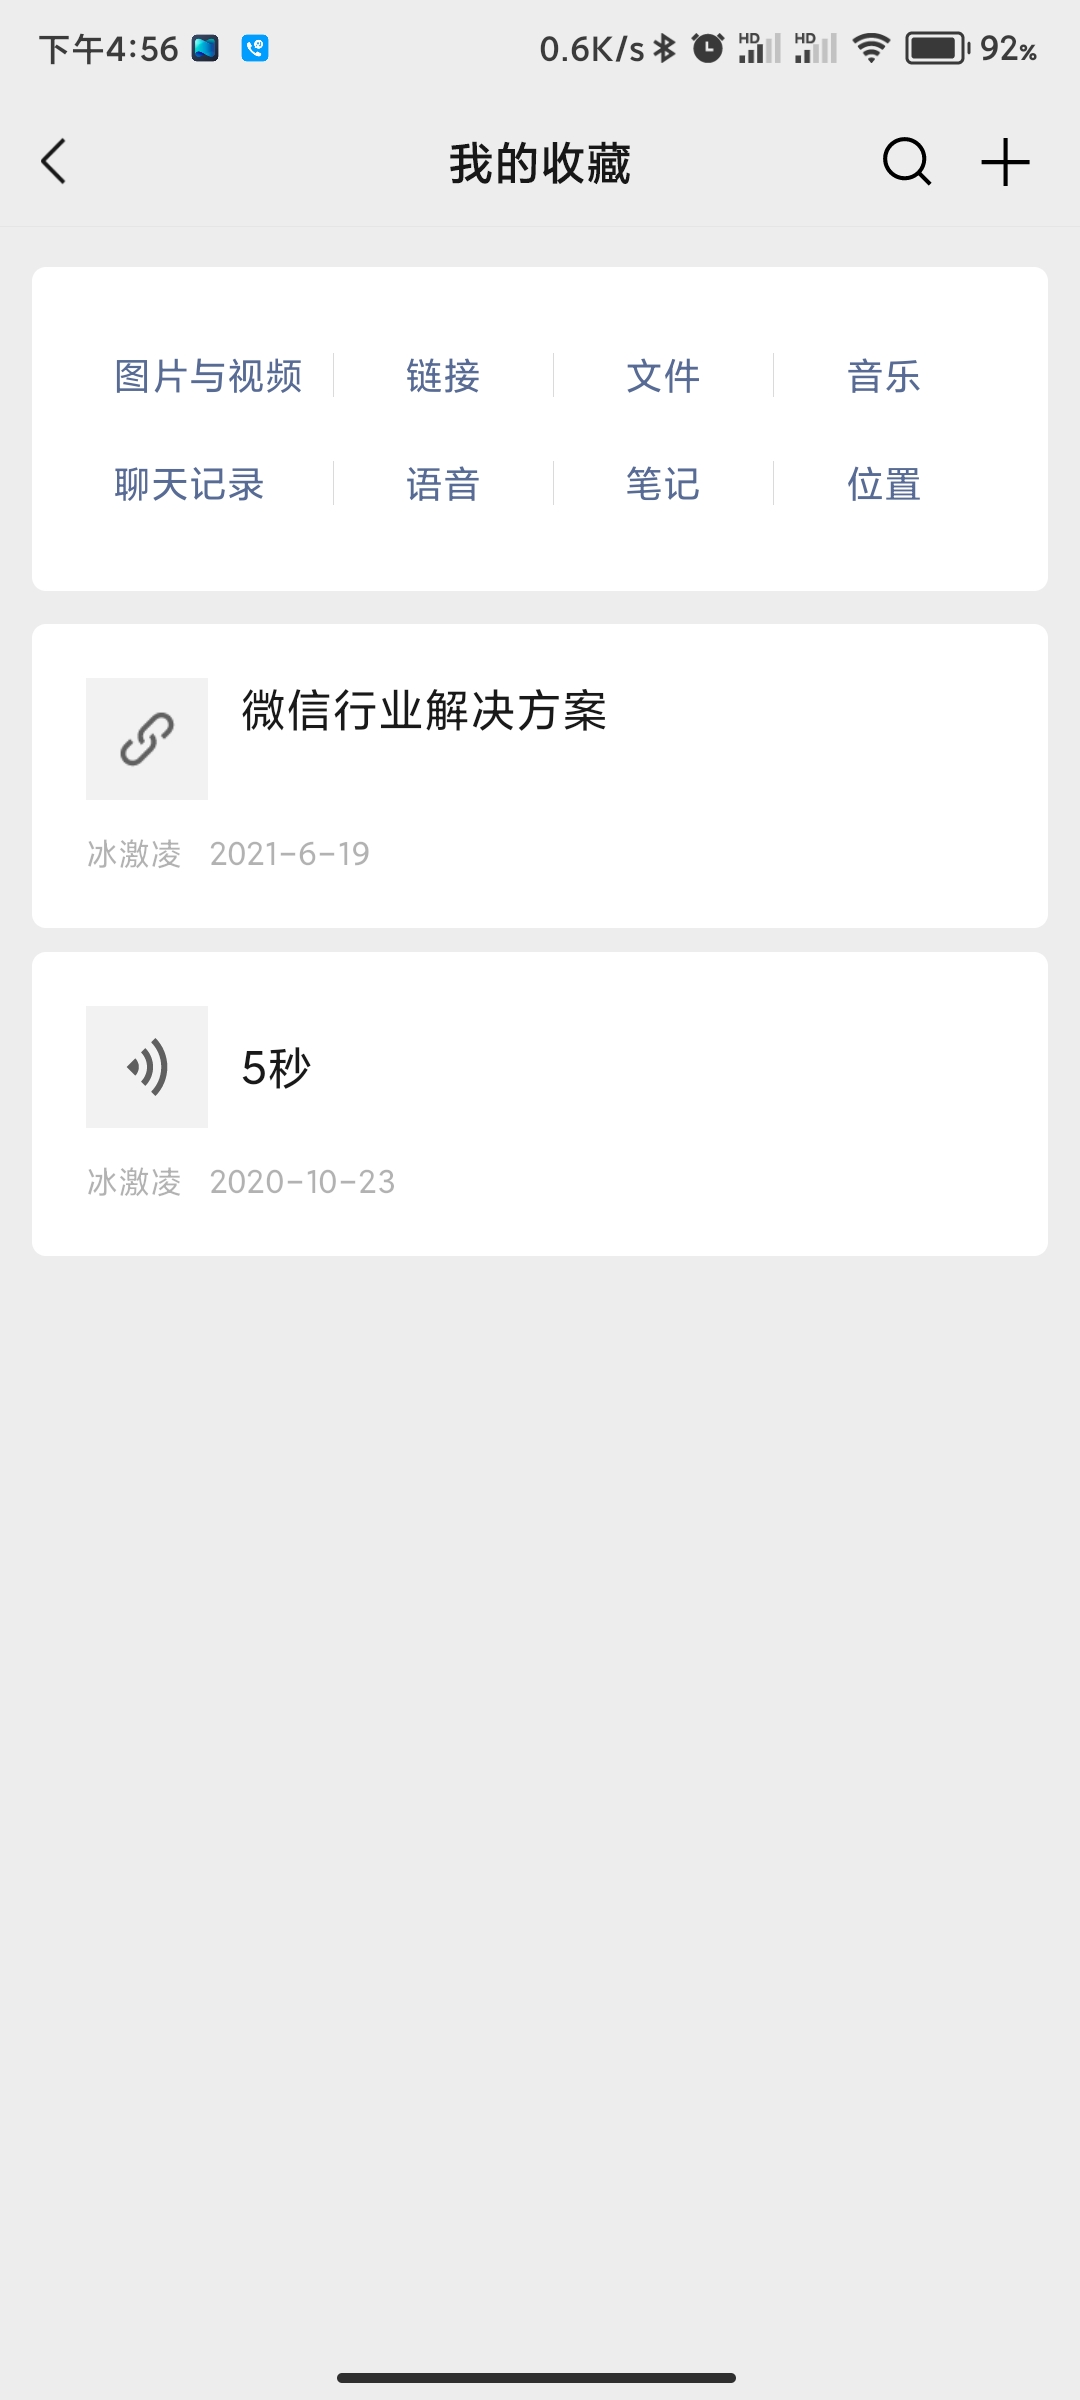 下午4:56 0.6K/s HD HD 92%
我的收藏
图片与视频 链接 文件 音乐
聊天记录 语音 笔记 位置
微信行业解决方案
冰激凌 2021-6-19
5秒
冰激凌 2020-10-23